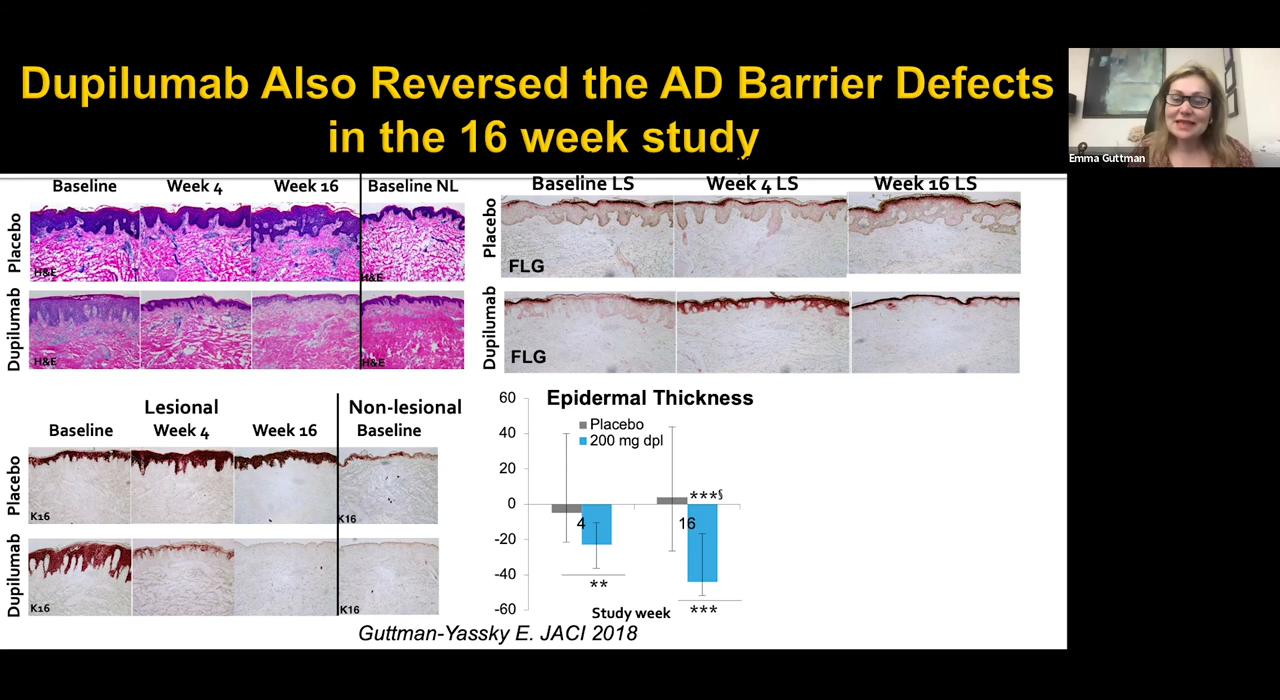 Dupilumab Also Reversed the AD Barrier Defects
in the 16 week study
Emma Guttman
Baseline Week 4 Week 16 Baseline NL
Placebo
H&E
H&E
Dupilumab
H&E
H&E
Baseline LS Week 4 LS Week 16 LS
Placebo
FLG
Dupilumab
FLG
Lesional Non-lesional
Baseline Week 4 Week 16 Baseline
Placebo
K16
K16
Dupilumab
K16
K16
Epidermal Thickness
Placebo
200 mg dpl
60
40
20
0
-20
-40
-60
4
16
***§
**
***
Study week
Guttman-Yassky E. JACI 2018